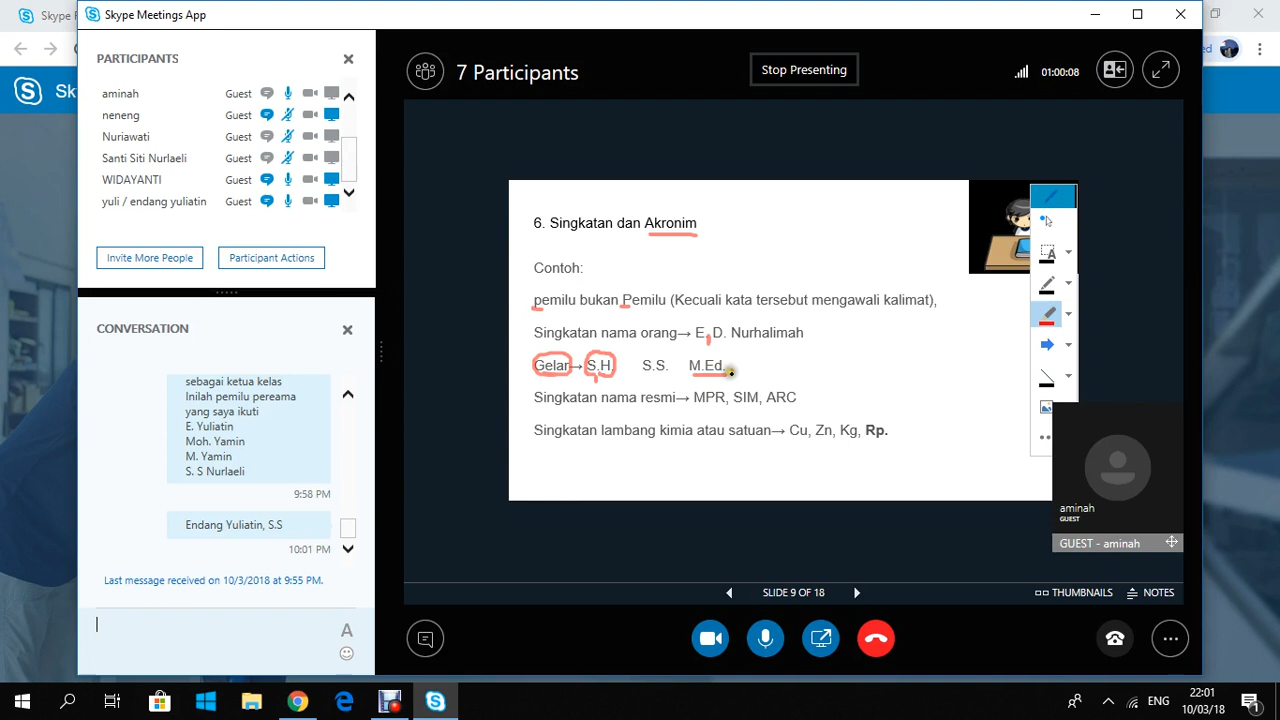 Skype
Skype Meetings App
ed
Sk
PARTICIPANTS
aminah Guest
neneng Guest
Nuriawati Guest
Santi Siti Nurlaeli Guest
WIDAYANTI Guest
yuli / endang yuliatin Guest
Invite More People
Participant Actions
CONVERSATION
sebagai ketua kelas
Inilah pemilu pereama
yang saya ikuti
E. Yuliatin
Moh. Yamin
M. Yamin
S. S Nurlaeli
9:58 PM
Endang Yuliatin, S.S
10:01 PM
Last message received on 10/3/2018 at 9:55 PM.
A
7 Participants
Stop Presenting
01:00:08
6. Singkatan dan Akronim
Contoh:
pemilu bukan Pemilu (Kecuali kata tersebut mengawali kalimat),
Singkatan nama orang→ E. D. Nurhalimah
Gelar→ S.H. S.S. M.Ed.
Singkatan nama resmi→ MPR, SIM, ARC
Singkatan lambang kimia atau satuan→ Cu, Zn, Kg, Rp.
A
aminah
GUEST
GUEST - aminah
SLIDE 9 OF 18
THUMBNAILS
NOTES
ENG
22:01
10/03/18
1